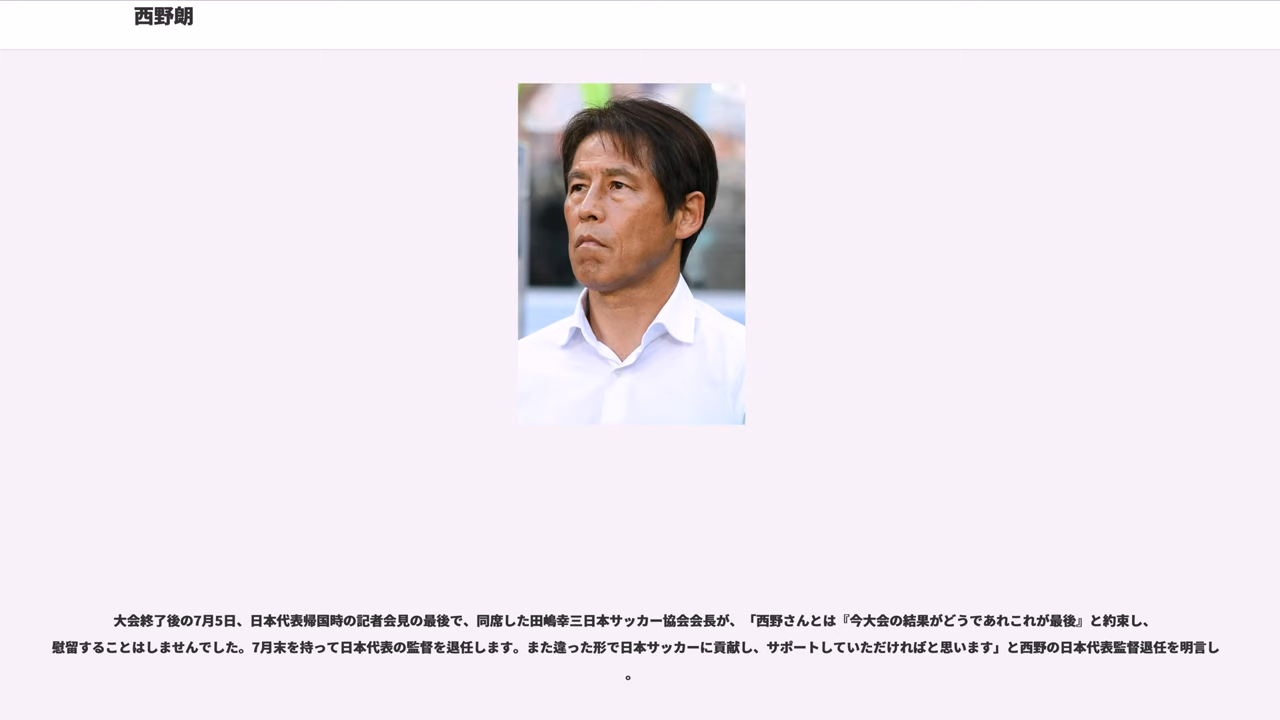 西野朗
大会終了後の7月5日、日本代表帰国時の記者会見の最後で、同席した田嶋幸三日本サッカー協会会長が、「西野さんとは『今大会の結果がどうであれこれが最後』と約束し、
慰留することはしませんでした。7月末を持って日本代表の監督を退任します。また違った形で日本サッカーに貢献し、サポートしていただければと思います」と西野の日本代表監督退任を明言し
。